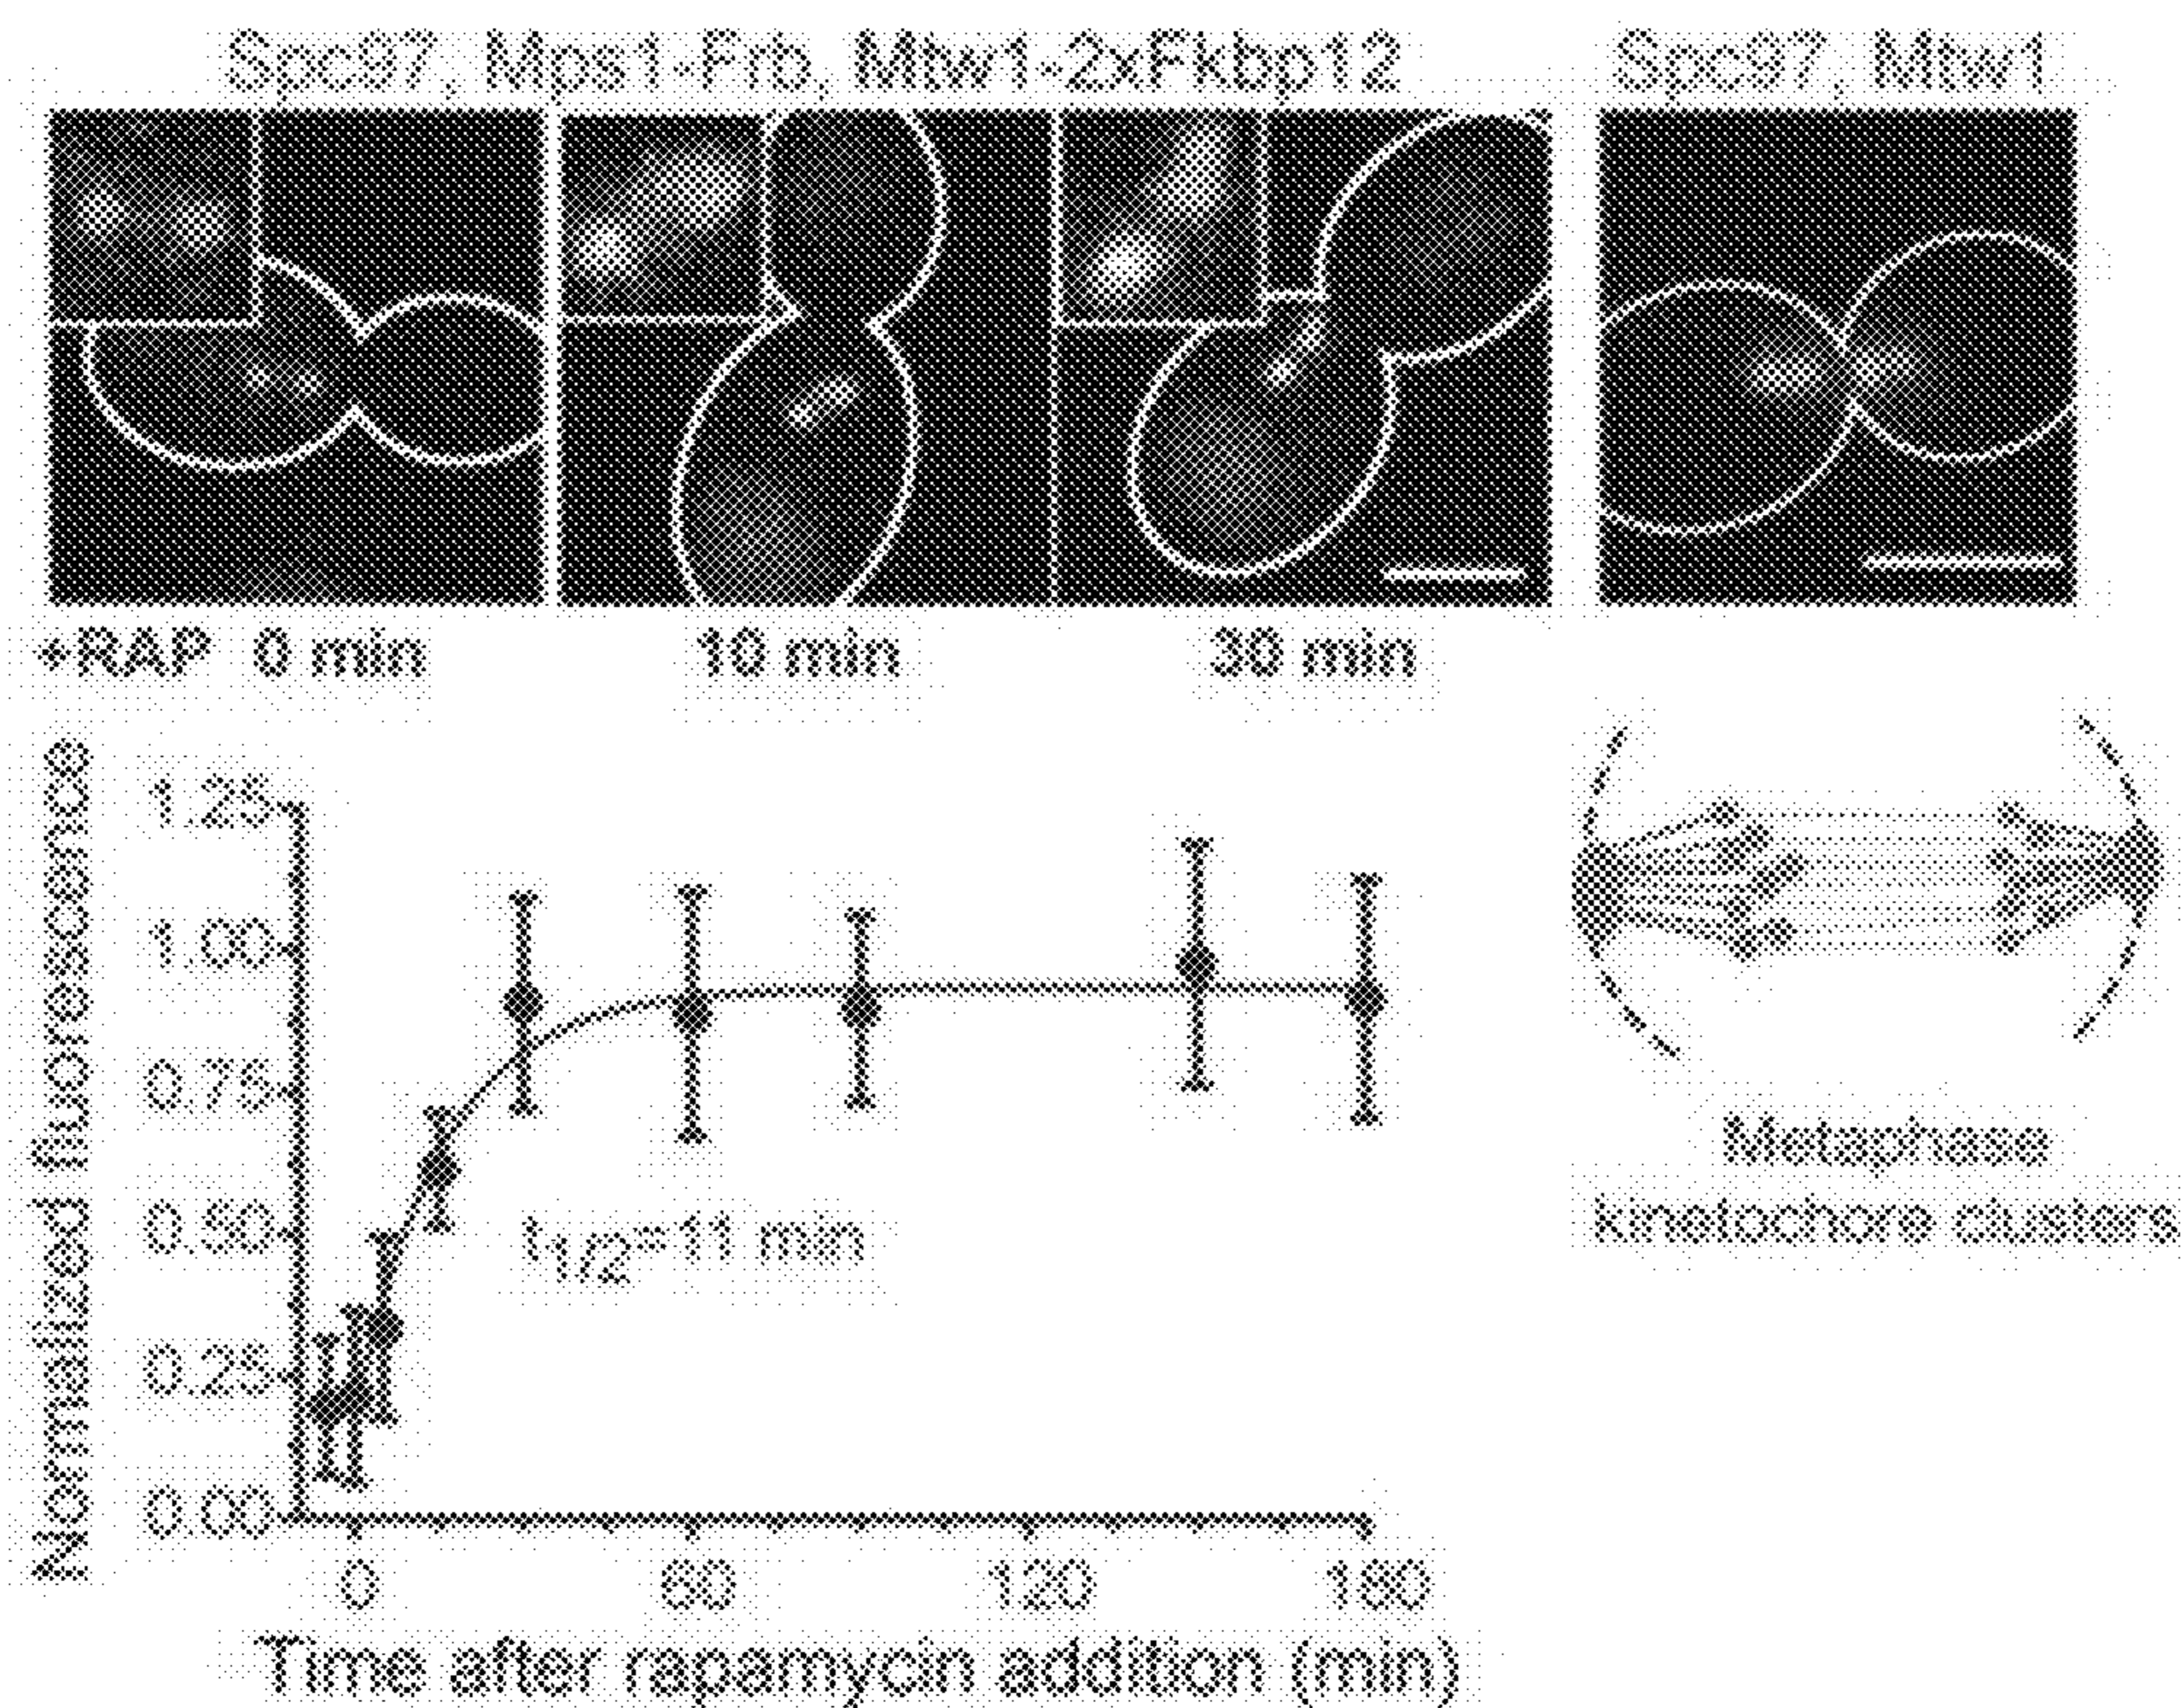 Spc97, Mps1-Frb, Mtw1-2xFkbp12
Spc97, Mtw1
+RAP 0 min
10 min
30 min
Normalized fluorescence
1.25
1.00
0.75
0.50
0.25
0.00
t1/2=11 min
0
60
120
180
Time after rapamycin addition (min)
Metaphase
kinetochore clusters